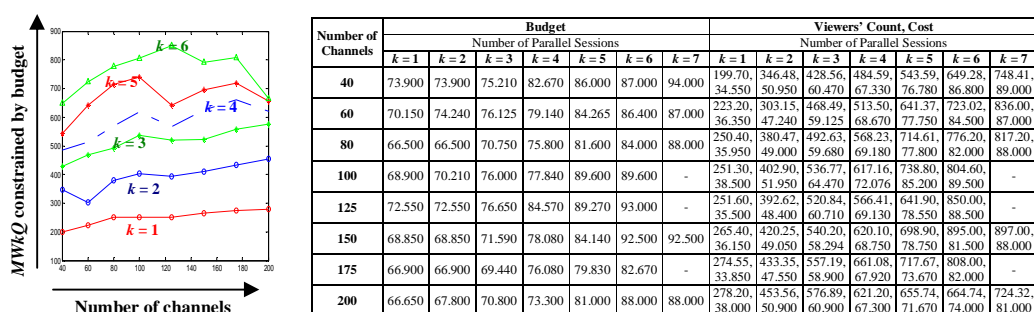 MWkQ constrained by budget
900
800
700
600
500
400
300
200
100
40 60 80 100 120 140 160 180 200
k = 6
k = 5
k = 4
k = 3
k = 2
k = 1
Number of channels
Number of Channels Budget Viewers' Count, Cost
Number of Parallel Sessions Number of Parallel Sessions
k = 1 k = 2 k = 3 k = 4 k = 5 k = 6 k = 7 k = 1 k = 2 k = 3 k = 4 k = 5 k = 6 k = 7
40 73.900 73.900 75.210 82.670 86.000 87.000 94.000 199.70, 34.550 346.48, 50.950 428.56, 60.470 484.59, 67.330 543.59, 76.780 649.28, 86.800 748.41, 89.000
60 70.150 74.240 76.125 79.140 84.265 86.400 87.000 223.20, 36.350 303.15, 47.240 468.49, 59.125 513.50, 68.670 641.37, 77.750 723.02, 84.500 836.00, 87.000
80 66.500 66.500 70.750 75.800 81.600 84.000 88.000 250.40, 35.950 380.47, 49.000 492.63, 59.680 568.23, 69.180 714.61, 77.800 776.20, 82.000 817.20, 88.000
100 68.900 70.210 76.000 77.840 89.600 89.600 - 251.30, 38.500 402.90, 51.950 536.77, 64.470 617.16, 72.076 738.80, 85.200 804.60, 89.500 -
125 72.550 72.550 76.650 84.570 89.270 93.000 - 251.60, 35.500 392.62, 48.400 520.84, 60.710 566.41, 69.130 641.90, 78.550 850.00, 88.500 -
150 68.850 68.850 71.590 78.080 84.140 92.500 92.500 265.40, 36.150 420.25, 49.050 540.20, 58.294 620.10, 68.750 698.90, 78.750 895.00, 81.500 897.00, 88.000
175 66.900 66.900 69.440 76.080 79.830 82.670 - 274.55, 33.850 433.35, 47.550 557.19, 58.900 661.08, 67.920 717.67, 73.670 808.00, 82.000 -
200 66.650 67.800 70.800 73.300 81.000 88.000 88.000 278.20, 38.000 453.56, 50.900 576.89, 60.900 621.20, 67.300 655.74, 71.670 664.74, 74.000 724.32, 81.000